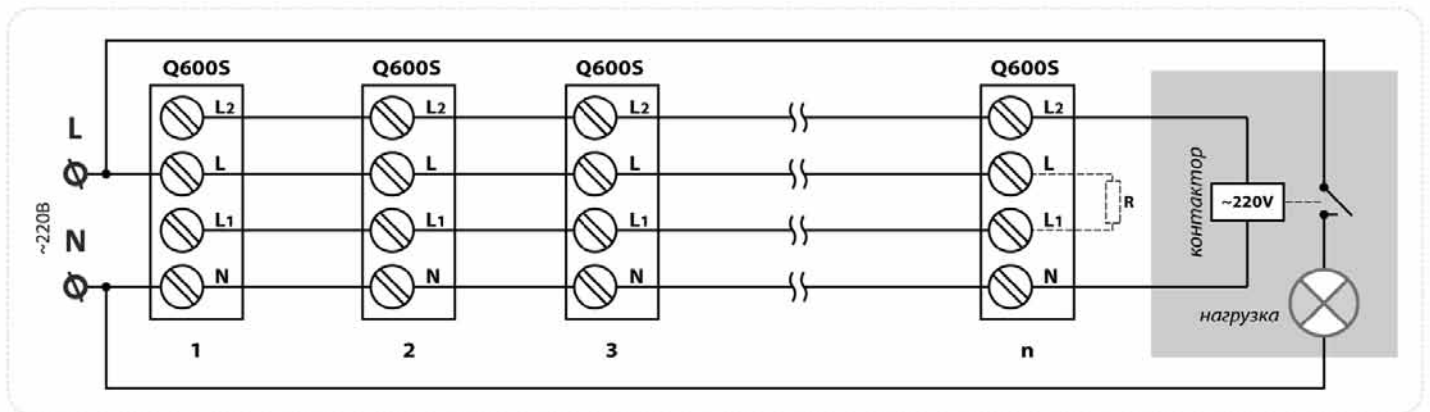 Q600S Q600S Q600S Q600S
L2 L2 L2 L2
L L L L L
~220В
R
контактор
~220V
N L1 L1 L1 L1
N N N N
нагрузка
1 2 3 n